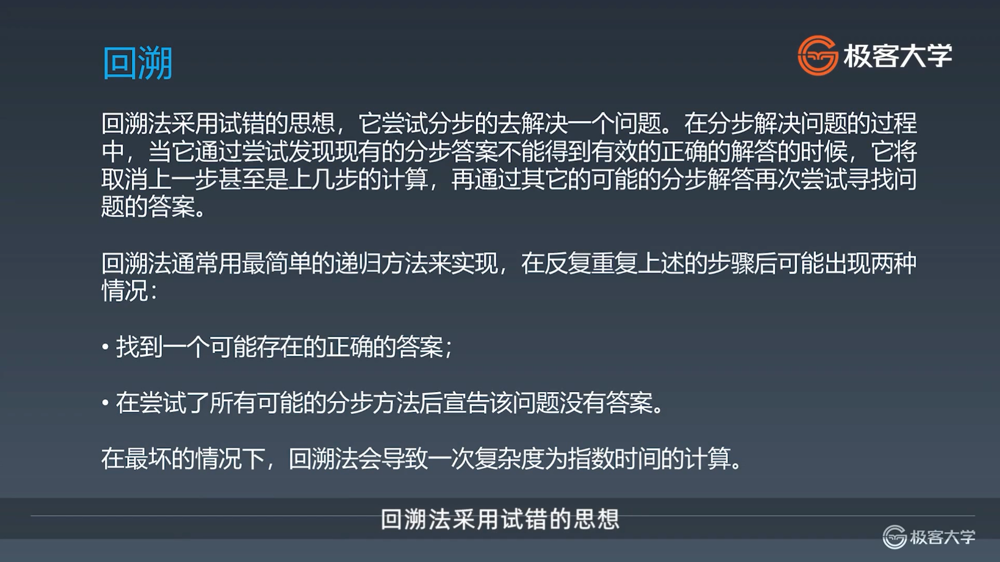 回溯
极客大学
回溯法采用试错的思想，它尝试分步的去解决一个问题。在分步解决问题的过程
中，当它通过尝试发现现有的分步答案不能得到有效的正确的解答的时候，它将
取消上一步甚至是上几步的计算，再通过其它的可能的分步解答再次尝试寻找问
题的答案。
回溯法通常用最简单的递归方法来实现，在反复重复上述的步骤后可能出现两种
情况：
• 找到一个可能存在的正确的答案；
• 在尝试了所有可能的分步方法后宣告该问题没有答案。
在最坏的情况下，回溯法会导致一次复杂度为指数时间的计算。
回溯法采用试错的思想
极客大学